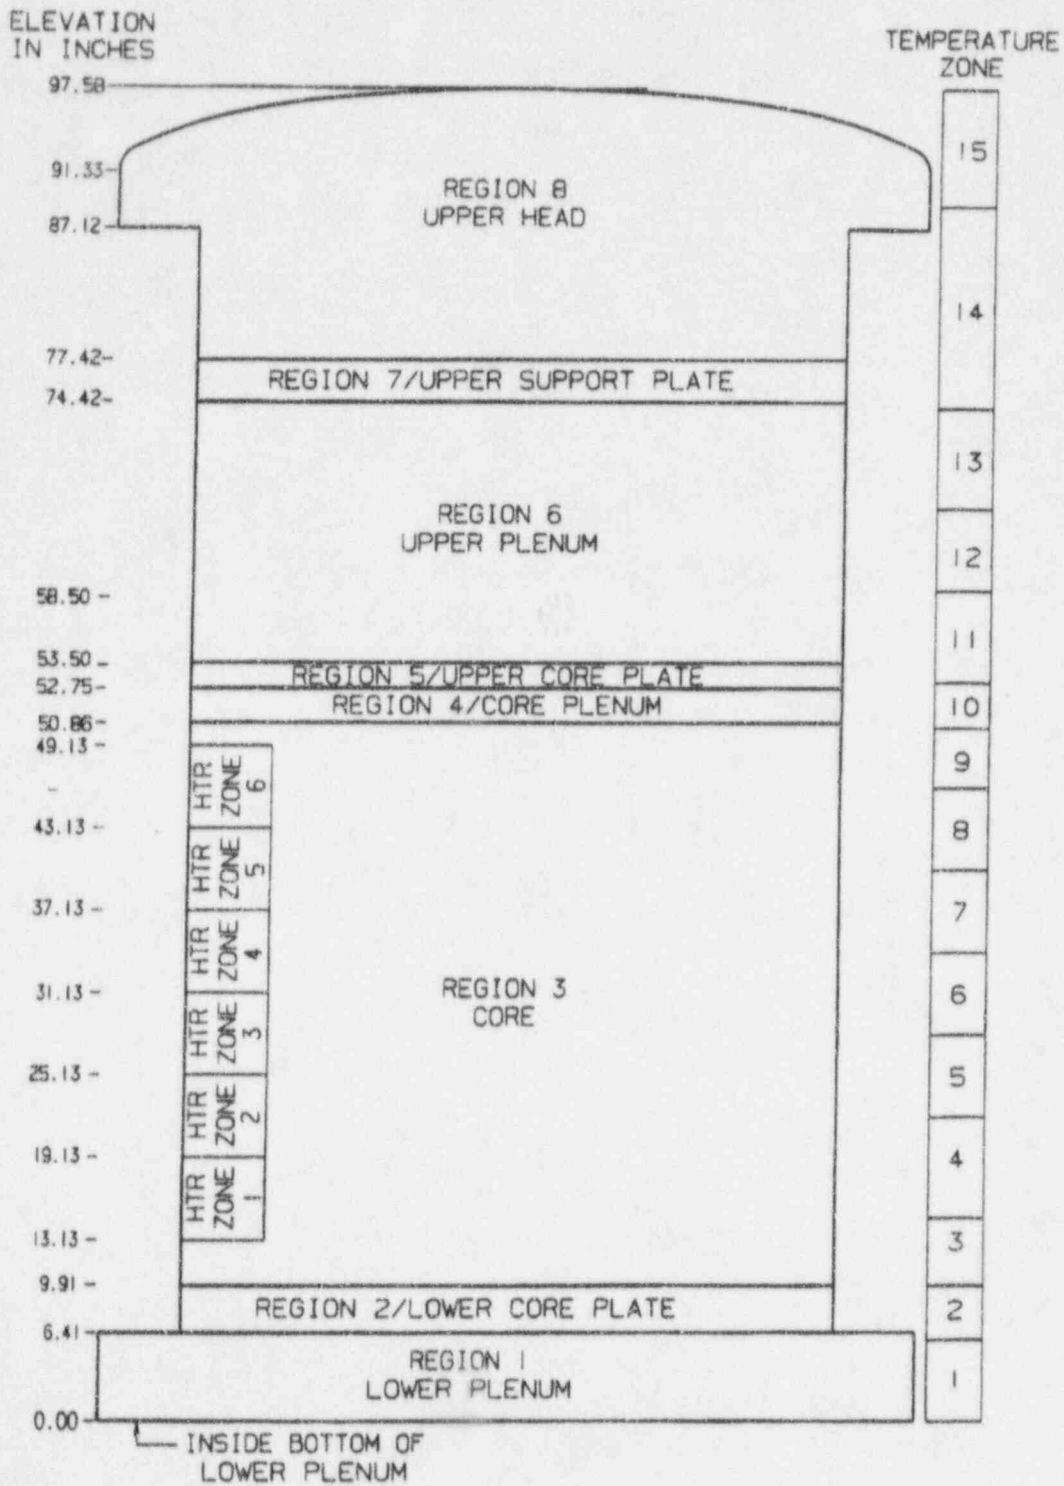 ELEVATION
IN INCHES
TEMPERATURE
ZONE
97.58
15
91.33
REGION 8
UPPER HEAD
87.12
14
77.42
REGION 7/UPPER SUPPORT PLATE
74.42
13
REGION 6
UPPER PLENUM
12
58.50
11
53.50
REGION 5/UPPER CORE PLATE
52.75
REGION 4/CORE PLENUM
10
50.86
49.13
9
HTR
ZONE
6
43.13
8
HTR
ZONE
5
37.13
7
HTR
ZONE
4
31.13
REGION 3
CORE
6
HTR
ZONE
3
25.13
5
HTR
ZONE
2
19.13
4
HTR
ZONE
1
13.13
3
9.91
REGION 2/LOWER CORE PLATE
2
6.41
REGION 1
LOWER PLENUM
1
0.00
INSIDE BOTTOM OF
LOWER PLENUM